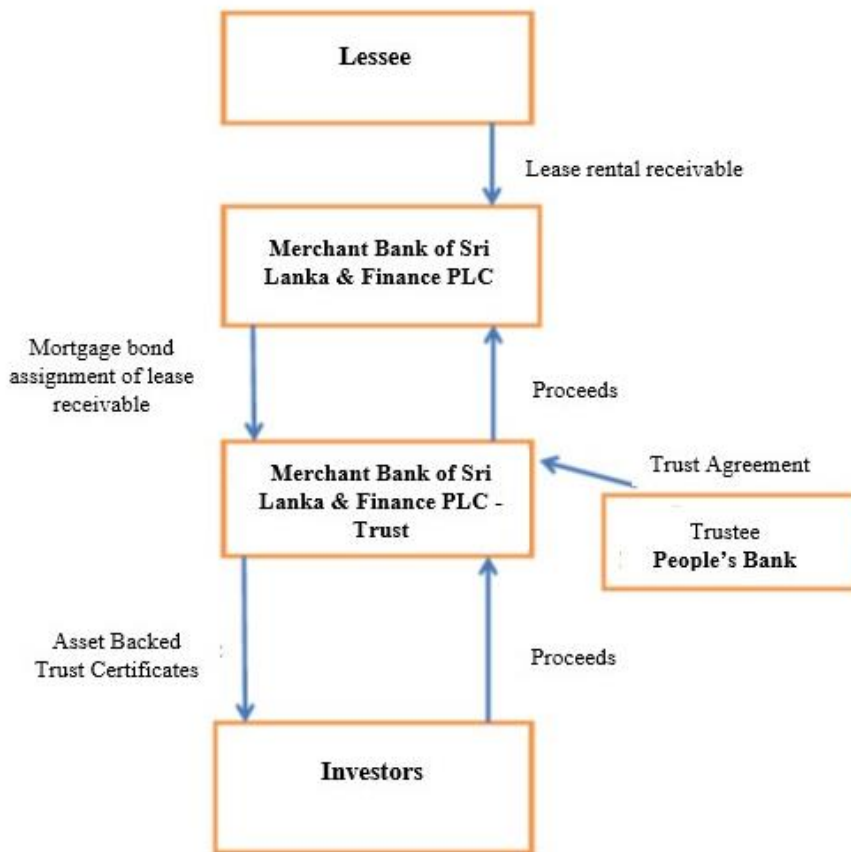 Lessee
Lease rental receivable
Merchant Bank of Sri
Lanka & Finance PLC
Mortgage bond
assignment of lease
receivable
Proceeds
Merchant Bank of Sri
Lanka & Finance PLC -
Trust
Trust Agreement
Trustee
People's Bank
Asset Backed
Trust Certificates
Proceeds
Investors